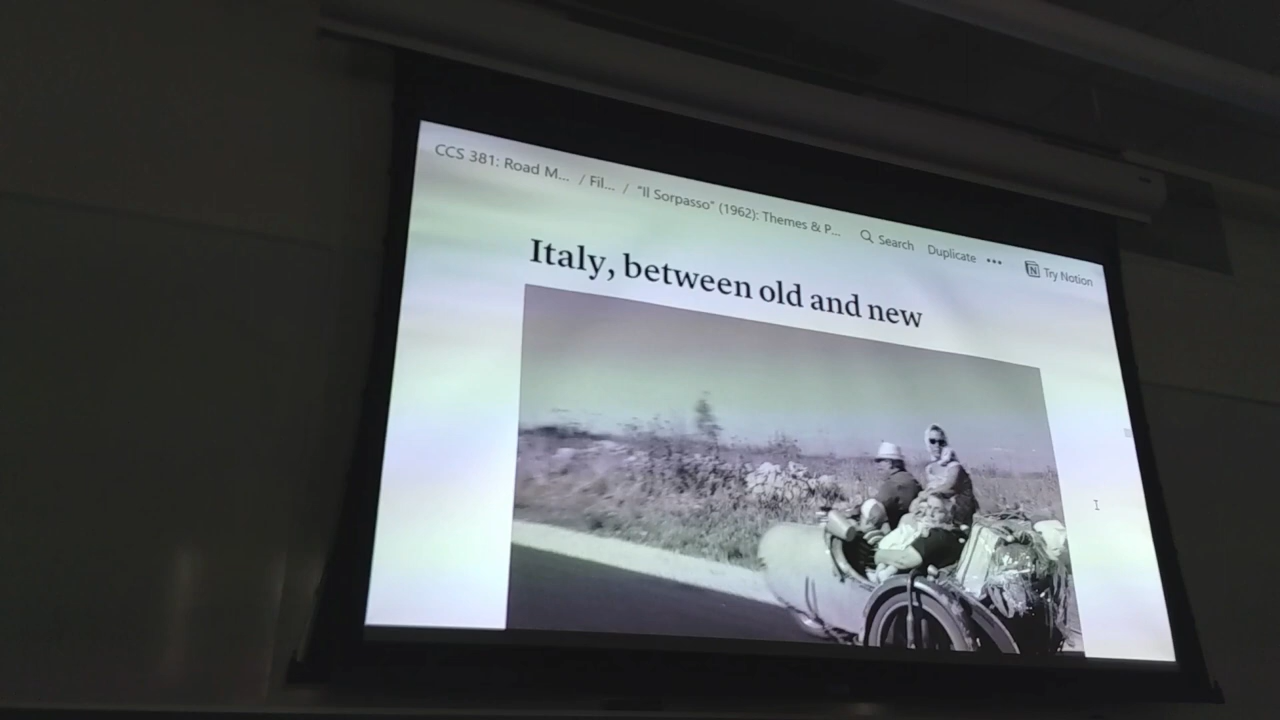 CCS 381: Road M... / Fil... / "Il Sorpasso" (1962): Themes & P... Search Duplicate ••• Try Notion
Italy, between old and new